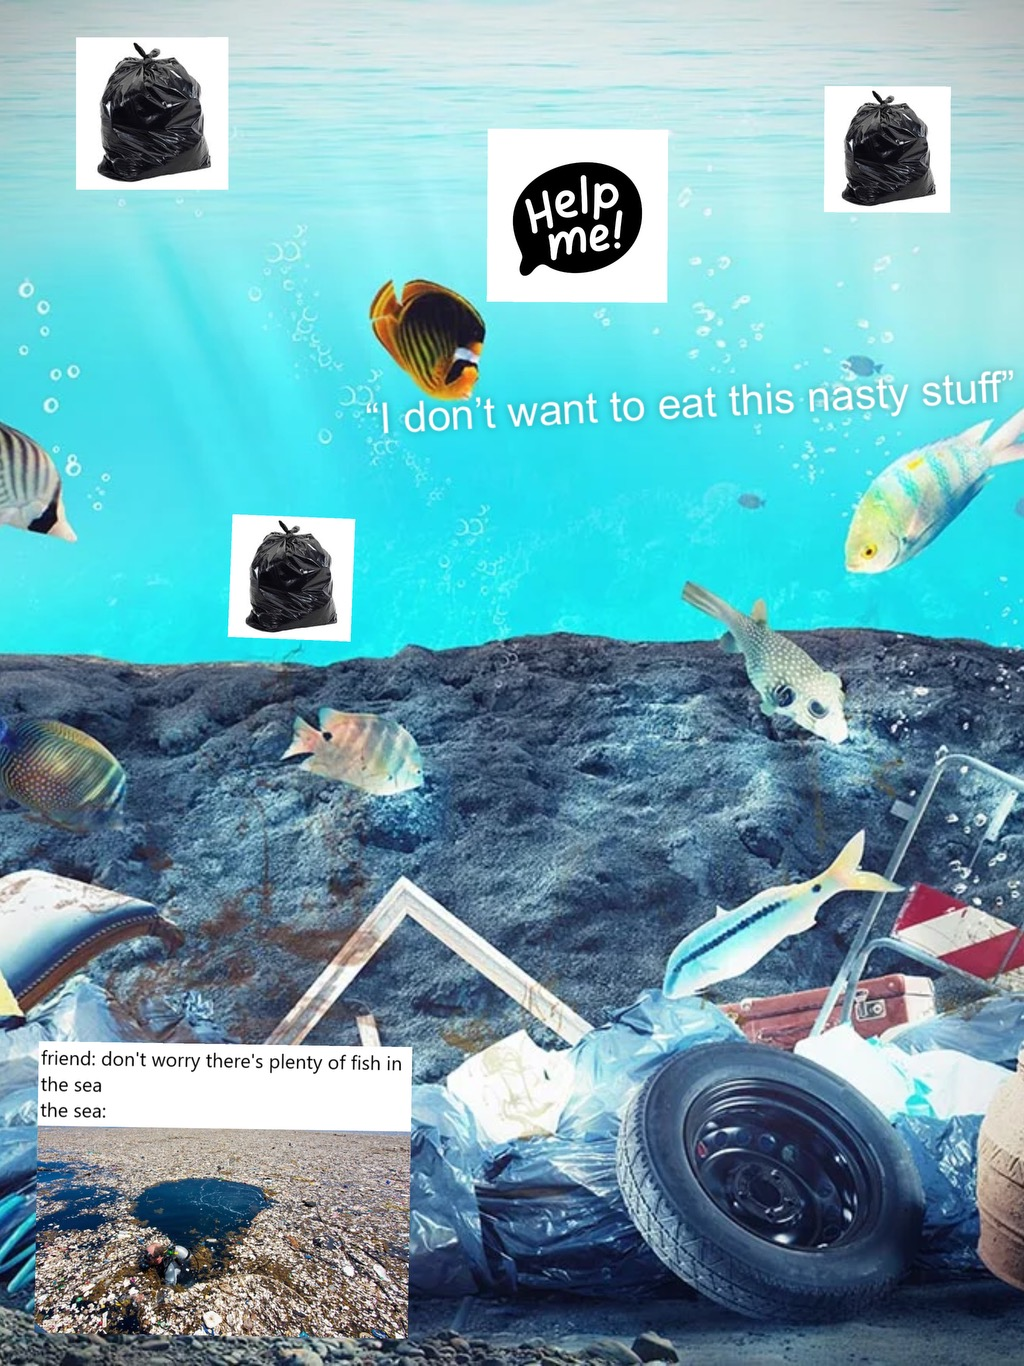 Help
me!
“I don’t want to eat this nasty stuff”
friend: don't worry there's plenty of fish in
the sea
the sea: